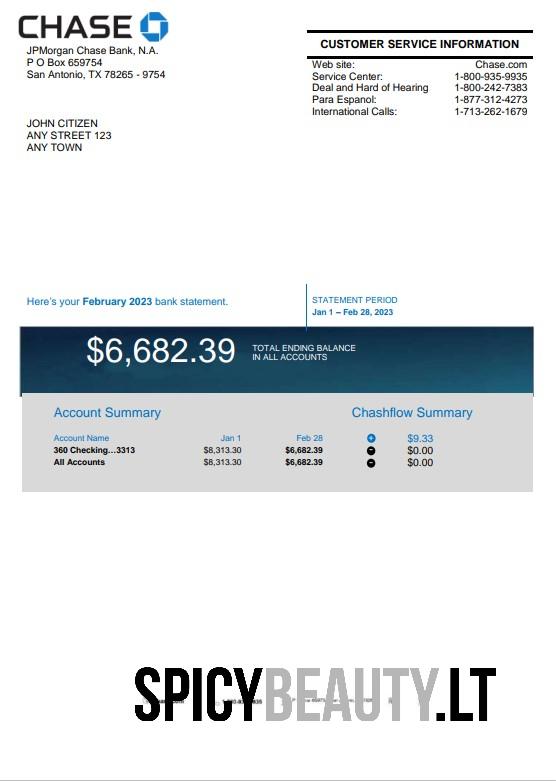 CHASE
JPMorgan Chase Bank, N.A.
P O Box 659754
San Antonio, TX 78265 - 9754
CUSTOMER SERVICE INFORMATION
Web site: Chase.com
Service Center: 1-800-935-9935
Deal and Hard of Hearing 1-800-242-7383
Para Espanol: 1-877-312-4273
International Calls: 1-713-262-1679
JOHN CITIZEN
ANY STREET 123
ANY TOWN
Here's your February 2023 bank statement.
STATEMENT PERIOD
Jan 1 – Feb 28, 2023
$6,682.39
TOTAL ENDING BALANCE
IN ALL ACCOUNTS
Account Summary Chashflow Summary
Account Name Jan 1 Feb 28 + $9.33
360 Checking...3313 $8,313.30 $6,682.39 - $0.00
All Accounts $8,313.30 $6,682.39 - $0.00
SPICYBEAUTY.LT